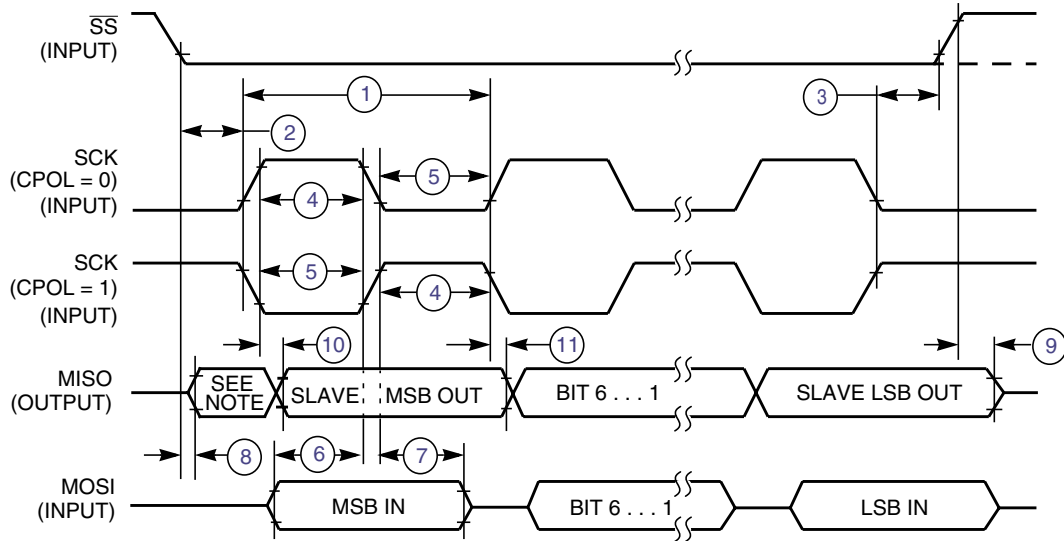 SS
(INPUT)
1
3
2
SCK
(CPOL = 0)
(INPUT)
5
4
SCK
(CPOL = 1)
(INPUT)
5
4
10
11
9
MISO
(OUTPUT)
SEE
NOTE
SLAVE
MSB OUT
BIT 6 . . . 1
SLAVE LSB OUT
8
6
7
MOSI
(INPUT)
MSB IN
BIT 6 . . . 1
LSB IN